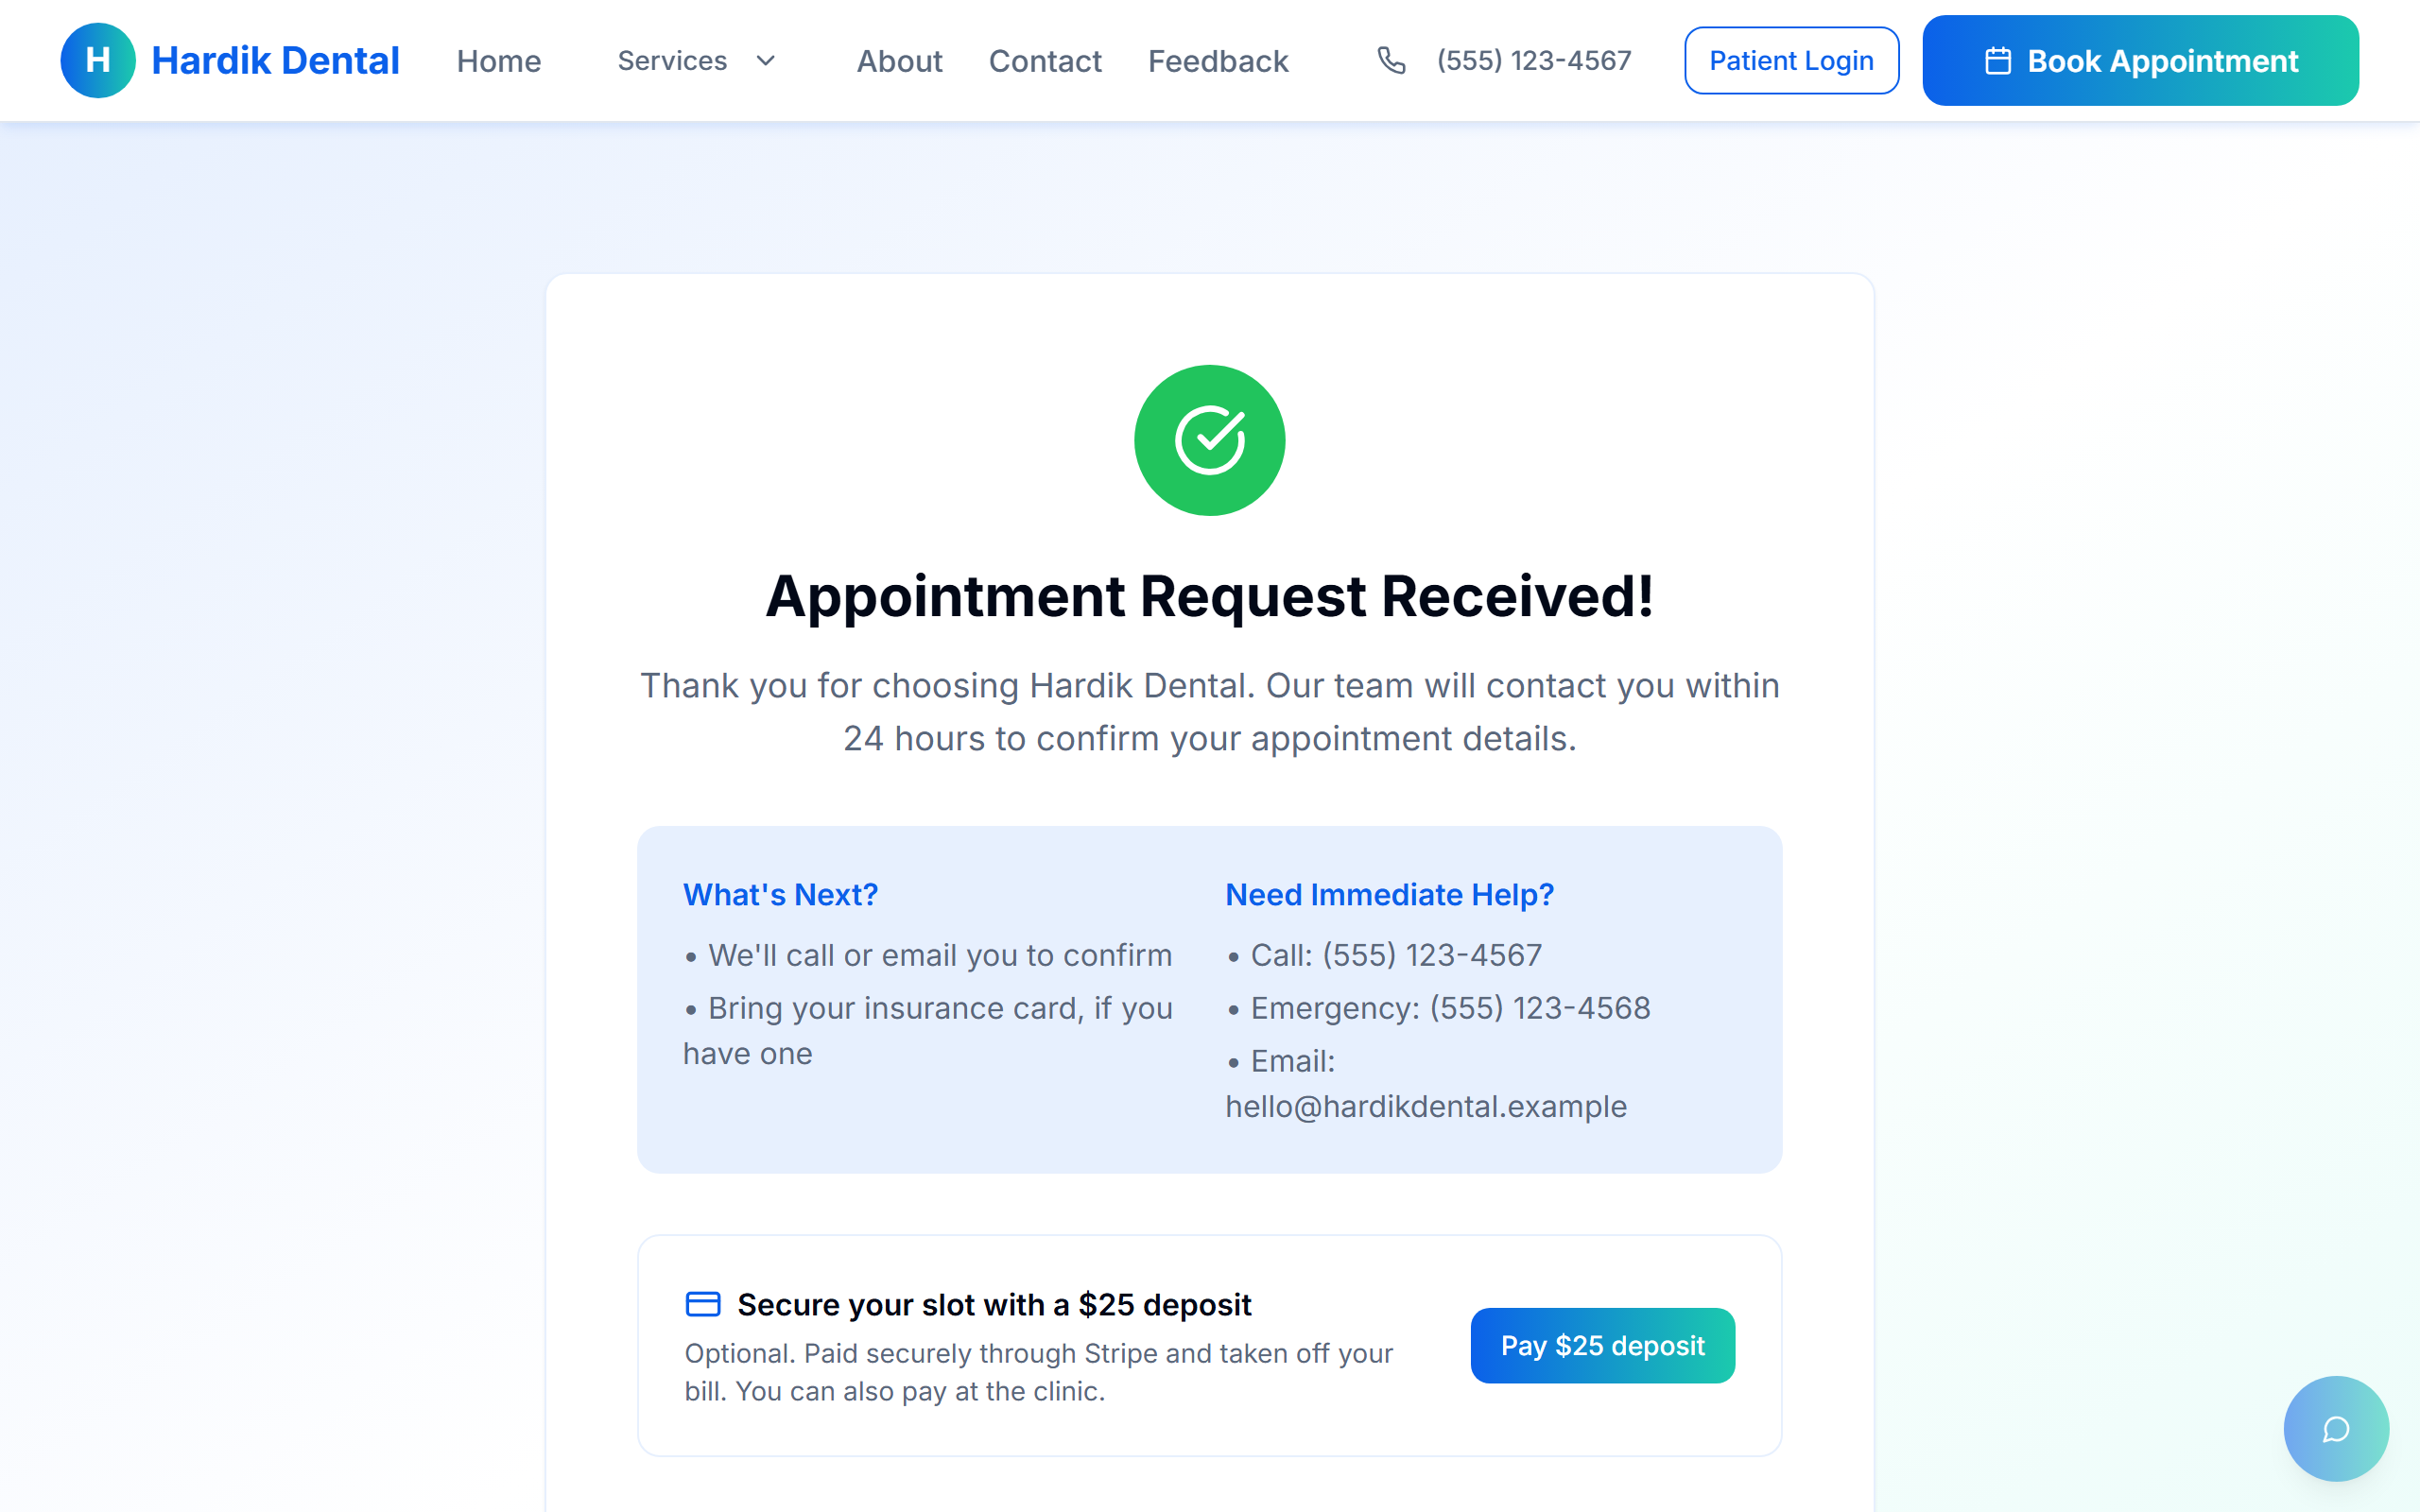 H Hardik Dental Home Services About Contact Feedback (555) 123-4567 Patient Login Book Appointment
Appointment Request Received!
Thank you for choosing Hardik Dental. Our team will contact you within
24 hours to confirm your appointment details.
What's Next?
• We'll call or email you to confirm
• Bring your insurance card, if you
have one
Need Immediate Help?
• Call: (555) 123-4567
• Emergency: (555) 123-4568
• Email:
hello@hardikdental.example
Secure your slot with a $25 deposit
Optional. Paid securely through Stripe and taken off your
bill. You can also pay at the clinic.
Pay $25 deposit